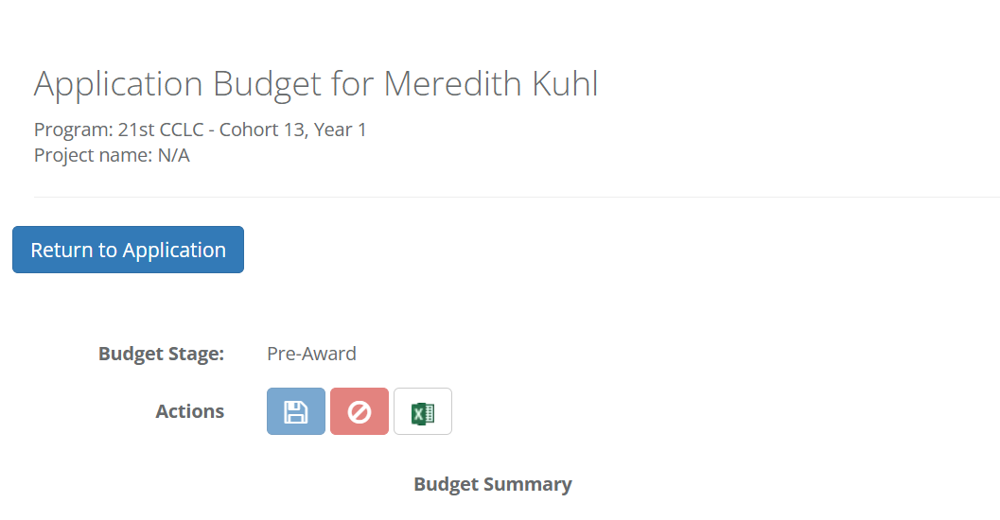 Application Budget for Meredith Kuhl
Program: 21st CCLC - Cohort 13, Year 1
Project name: N/A
Return to Application
Budget Stage: Pre-Award
Actions
Budget Summary